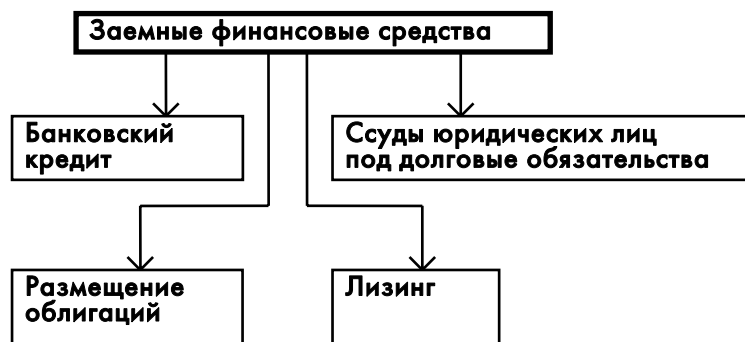 Заемные финансовые средства
Банковский
кредит
Ссуды юридических лиц
под долговые обязательства
Размещение
облигаций
Лизинг